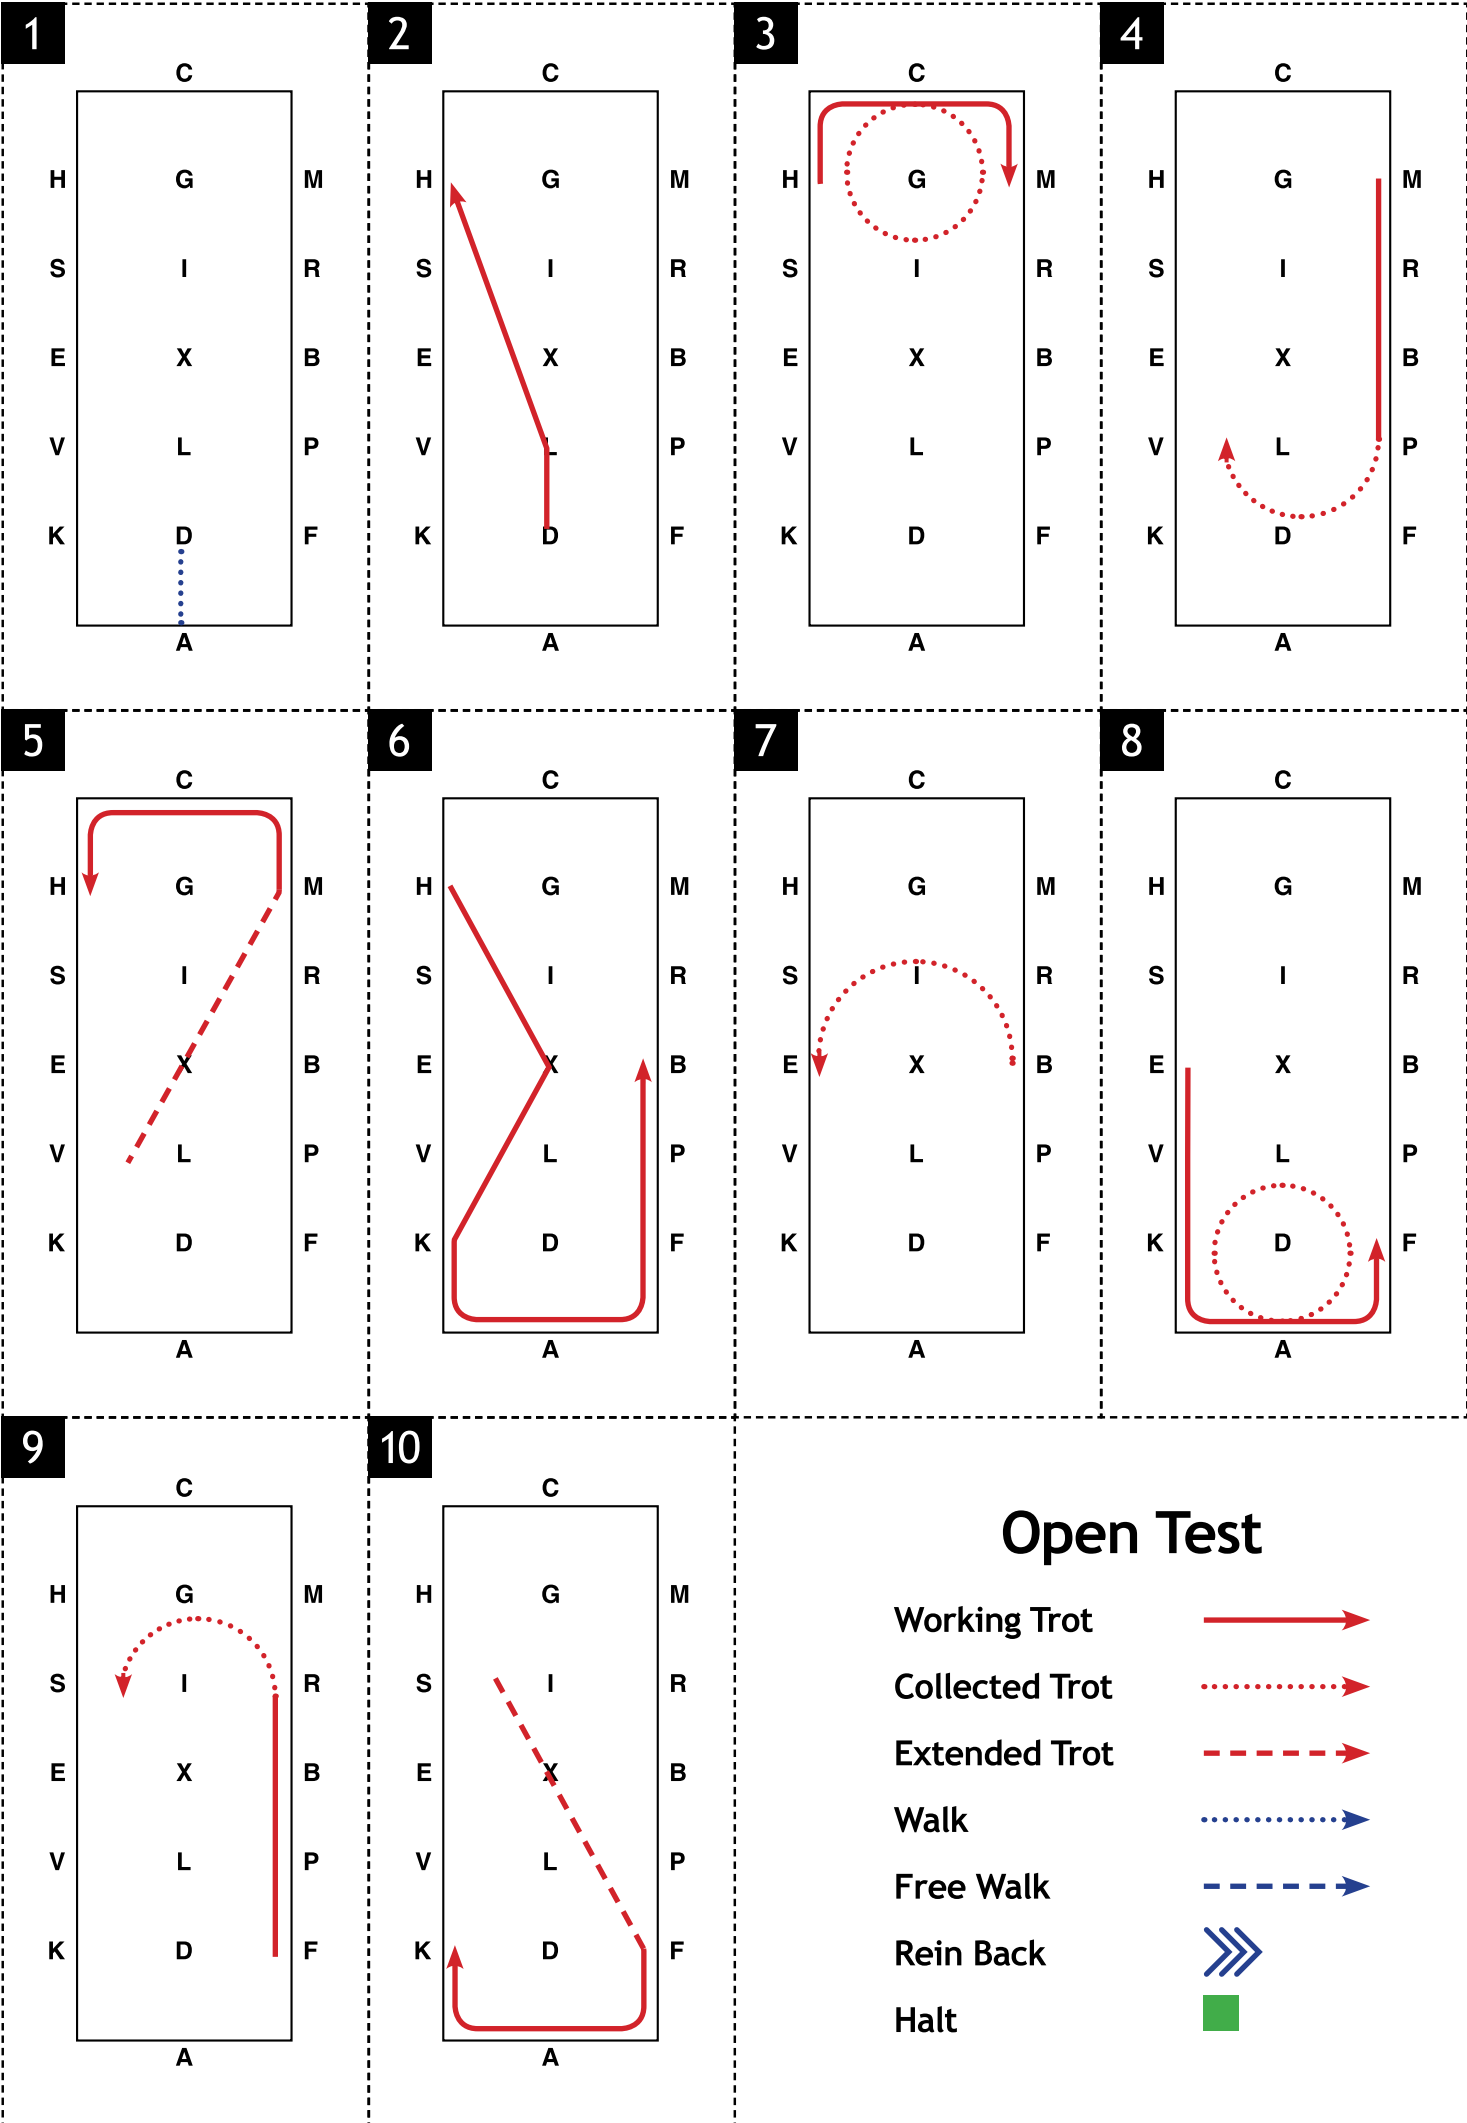 1 2 3 4
C C C C
H G M H G M H G M H G M
S I R S I R S I R S I R
E X B E X B E X B E X B
V L P V L P V L P V L P
K D F K D F K D F K D F
A A A A
5 6 7 8
C C C C
H G M H G M H G M H G M
S I R S I R S I R S I R
E X B E X B E X B E X B
V L P V L P V L P V L P
K D F K D F K D F K D F
A A A A
9 10
C C
H G M H G M
S I R S I R
E X B E X B
V L P V L P
K D F K D F
A A
Open Test
Working Trot
Collected Trot
Extended Trot
Walk
Free Walk
Rein Back
Halt